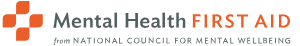 Mental Health FIRST AID
from NATIONAL COUNCIL FOR MENTAL WELLBEING